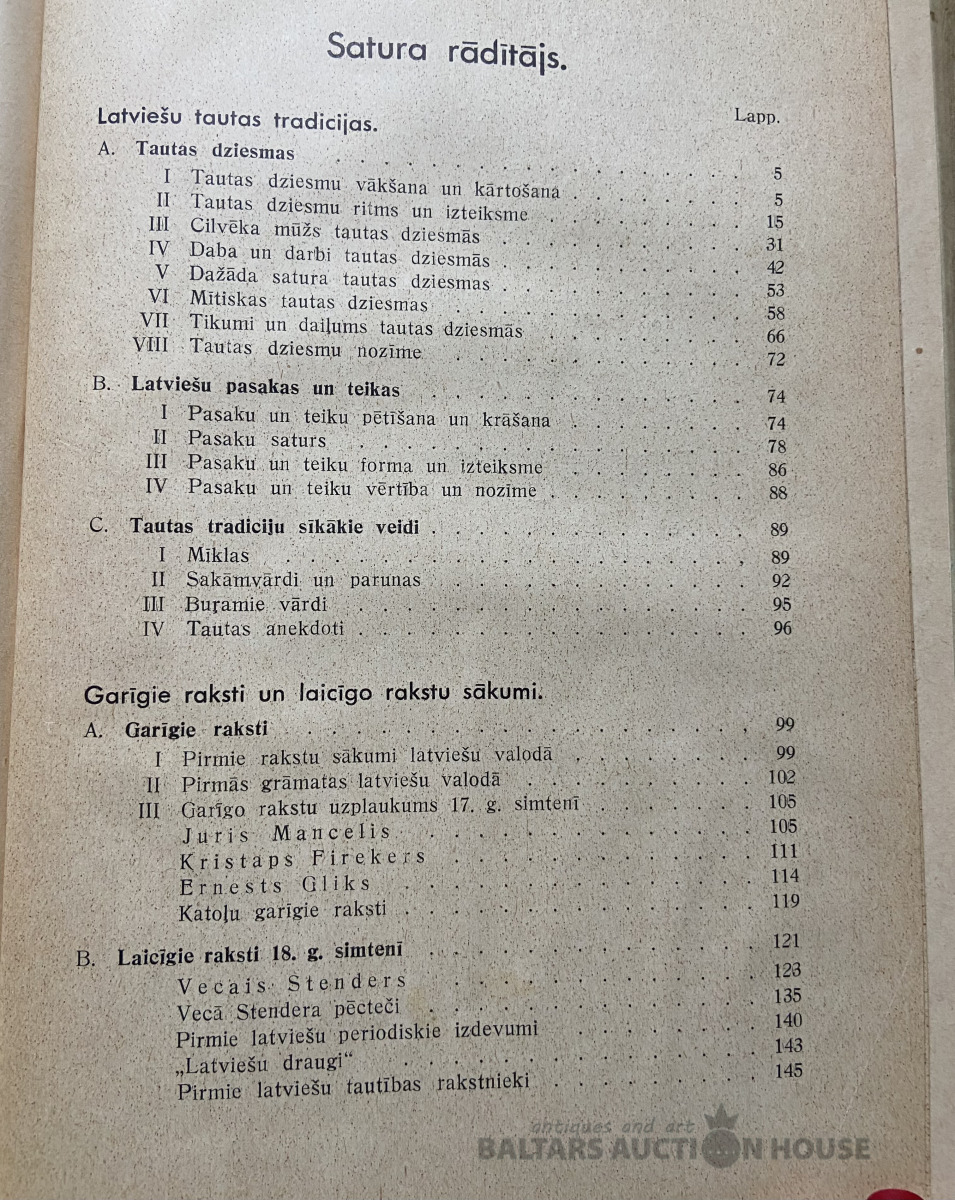 Satura rādītājs.
Latviešu tautas tradicijas. Lapp.
A. Tautas dziesmas . . . . . . . . . . 5
I Tautas dziesmu vākšana un kārtošana . . . . . . 5
II Tautas dziesmu ritms un izteiksme . . . . . . 15
III Cilvēka mūžs tautas dziesmās . . . . . . 31
IV Daba un darbi tautas dziesmās . . . . . . 42
V Dažāda satura tautas dziesmas . . . . . . 53
VI Mītiskas tautas dziesmas . . . . . . 58
VII Tikumi un daiļums tautas dziesmās . . . . . . 66
VIII Tautas dziesmu nozīme . . . . . . 72
B. Latviešu pasakas un teikas . . . . . . 74
I Pasaku un teiku pētīšana un krāšana . . . . . . 74
II Pasaku saturs . . . . . . 78
III Pasaku un teiku forma un izteiksme . . . . . . 86
IV Pasaku un teiku vērtība un nozīme . . . . . . 88
C. Tautas tradiciju sīkākie veidi . . . . . . 89
I Mīklas . . . . . . 89
II Sakāmvārdi un parunas . . . . . . 92
III Buŗamie vārdi . . . . . . 95
IV Tautas anekdoti . . . . . . 96
Garīgie raksti un laicīgo rakstu sākumi.
A. Garīgie raksti . . . . . . 99
I Pirmie rakstu sākumi latviešu valodā . . . . . . 99
II Pirmās grāmatas latviešu valodā . . . . . . 102
III Garīgo rakstu uzplaukums 17. g. simtenī . . . . . . 105
Juris Mancelis . . . . . . 105
Kristaps Firekers . . . . . . 111
Ernests Gliks . . . . . . 114
Katoļu garīgie raksti . . . . . . 119
B. Laicīgie raksti 18. g. simtenī . . . . . . 121
Vecais Stenders . . . . . . 123
Vecā Stendera pēcteči . . . . . . 135
Pirmie latviešu periodiskie izdevumi . . . . . . 140
„Latviešu draugi“ . . . . . . 143
Pirmie latviešu tautības rakstnieki . . . . . . 145
antiques and art
BALTARS AUCTION HOUSE